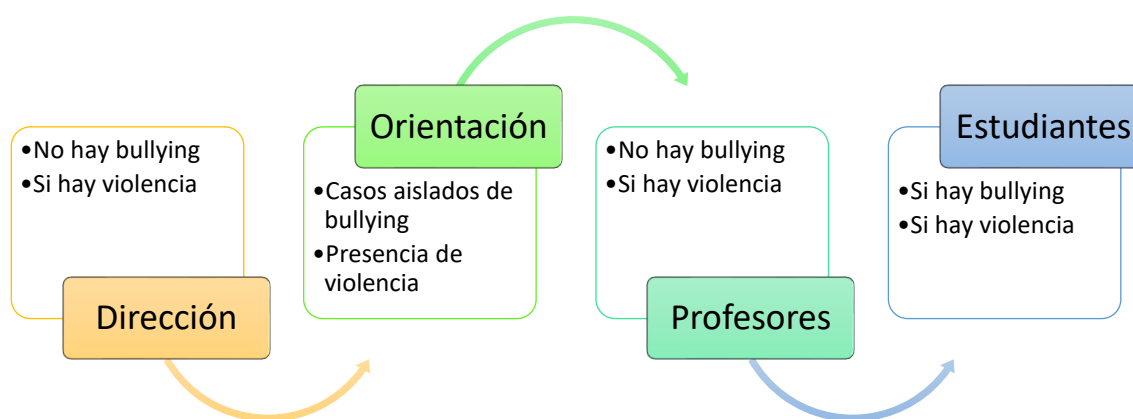 •No hay bullying
•Si hay violencia
Dirección
Orientación
•Casos aislados de
bullying
•Presencia de
violencia
•No hay bullying
•Si hay violencia
Profesores
Estudiantes
•Si hay bullying
•Si hay violencia